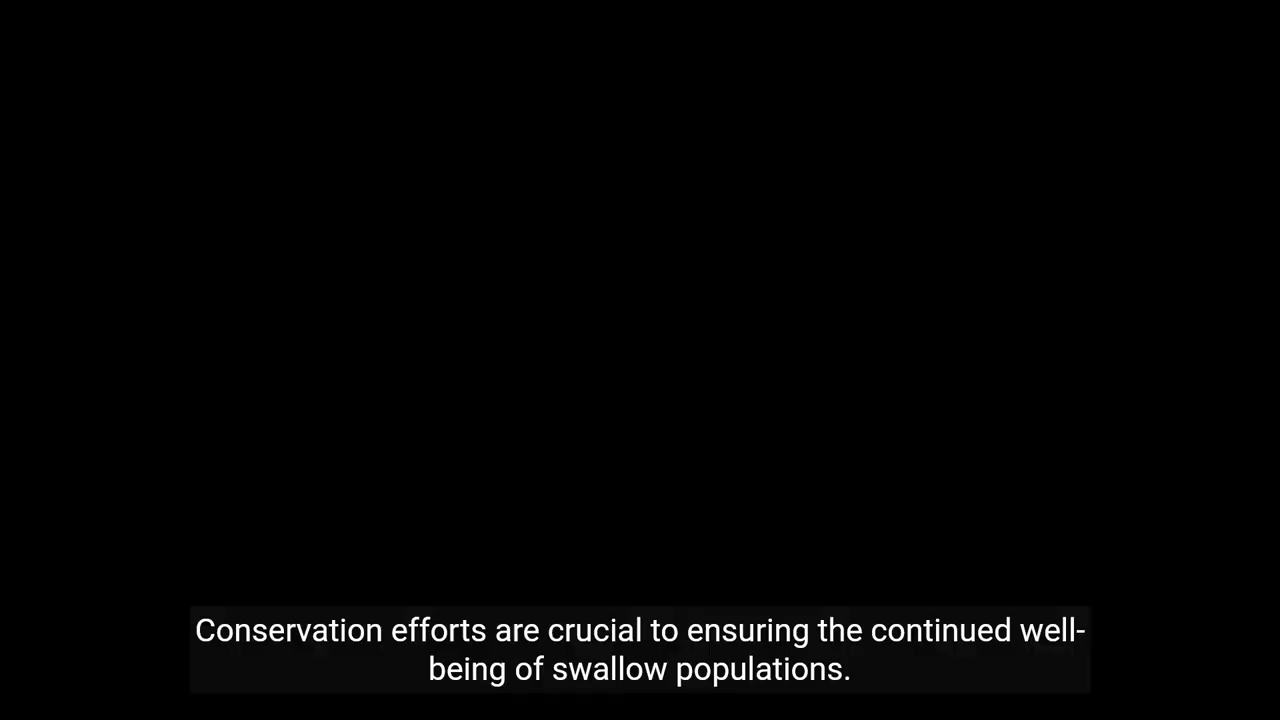 Conservation efforts are crucial to ensuring the continued well-
being of swallow populations.